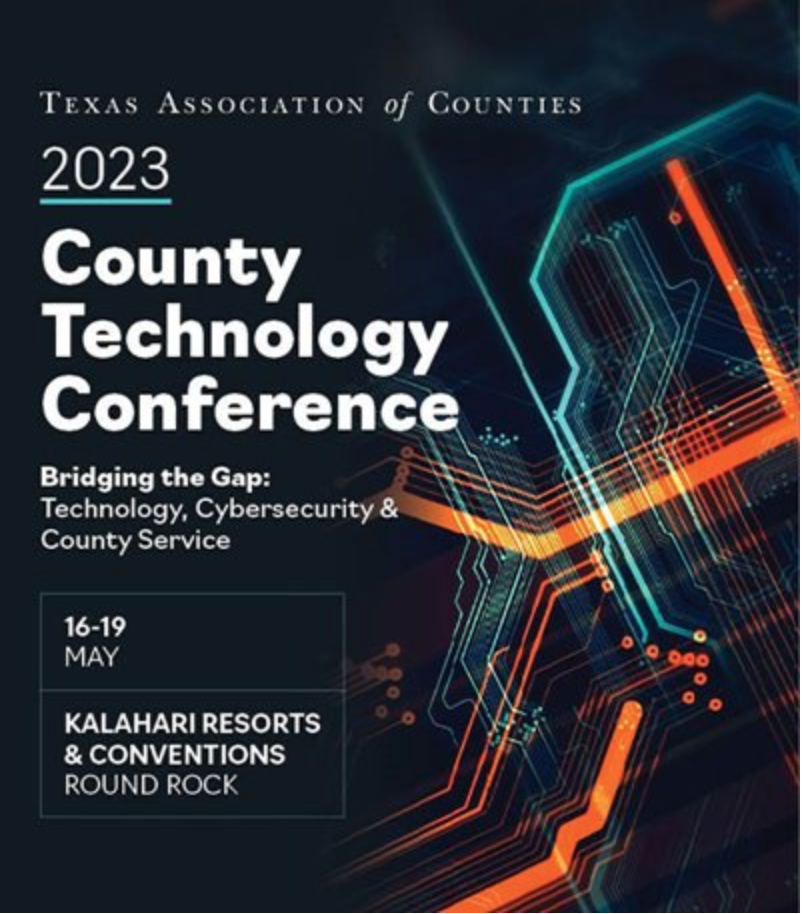 Texas Association of Counties
2023
County
Technology
Conference
Bridging the Gap:
Technology, Cybersecurity &
County Service
16-19
MAY
KALAHARI RESORTS
& CONVENTIONS
ROUND ROCK